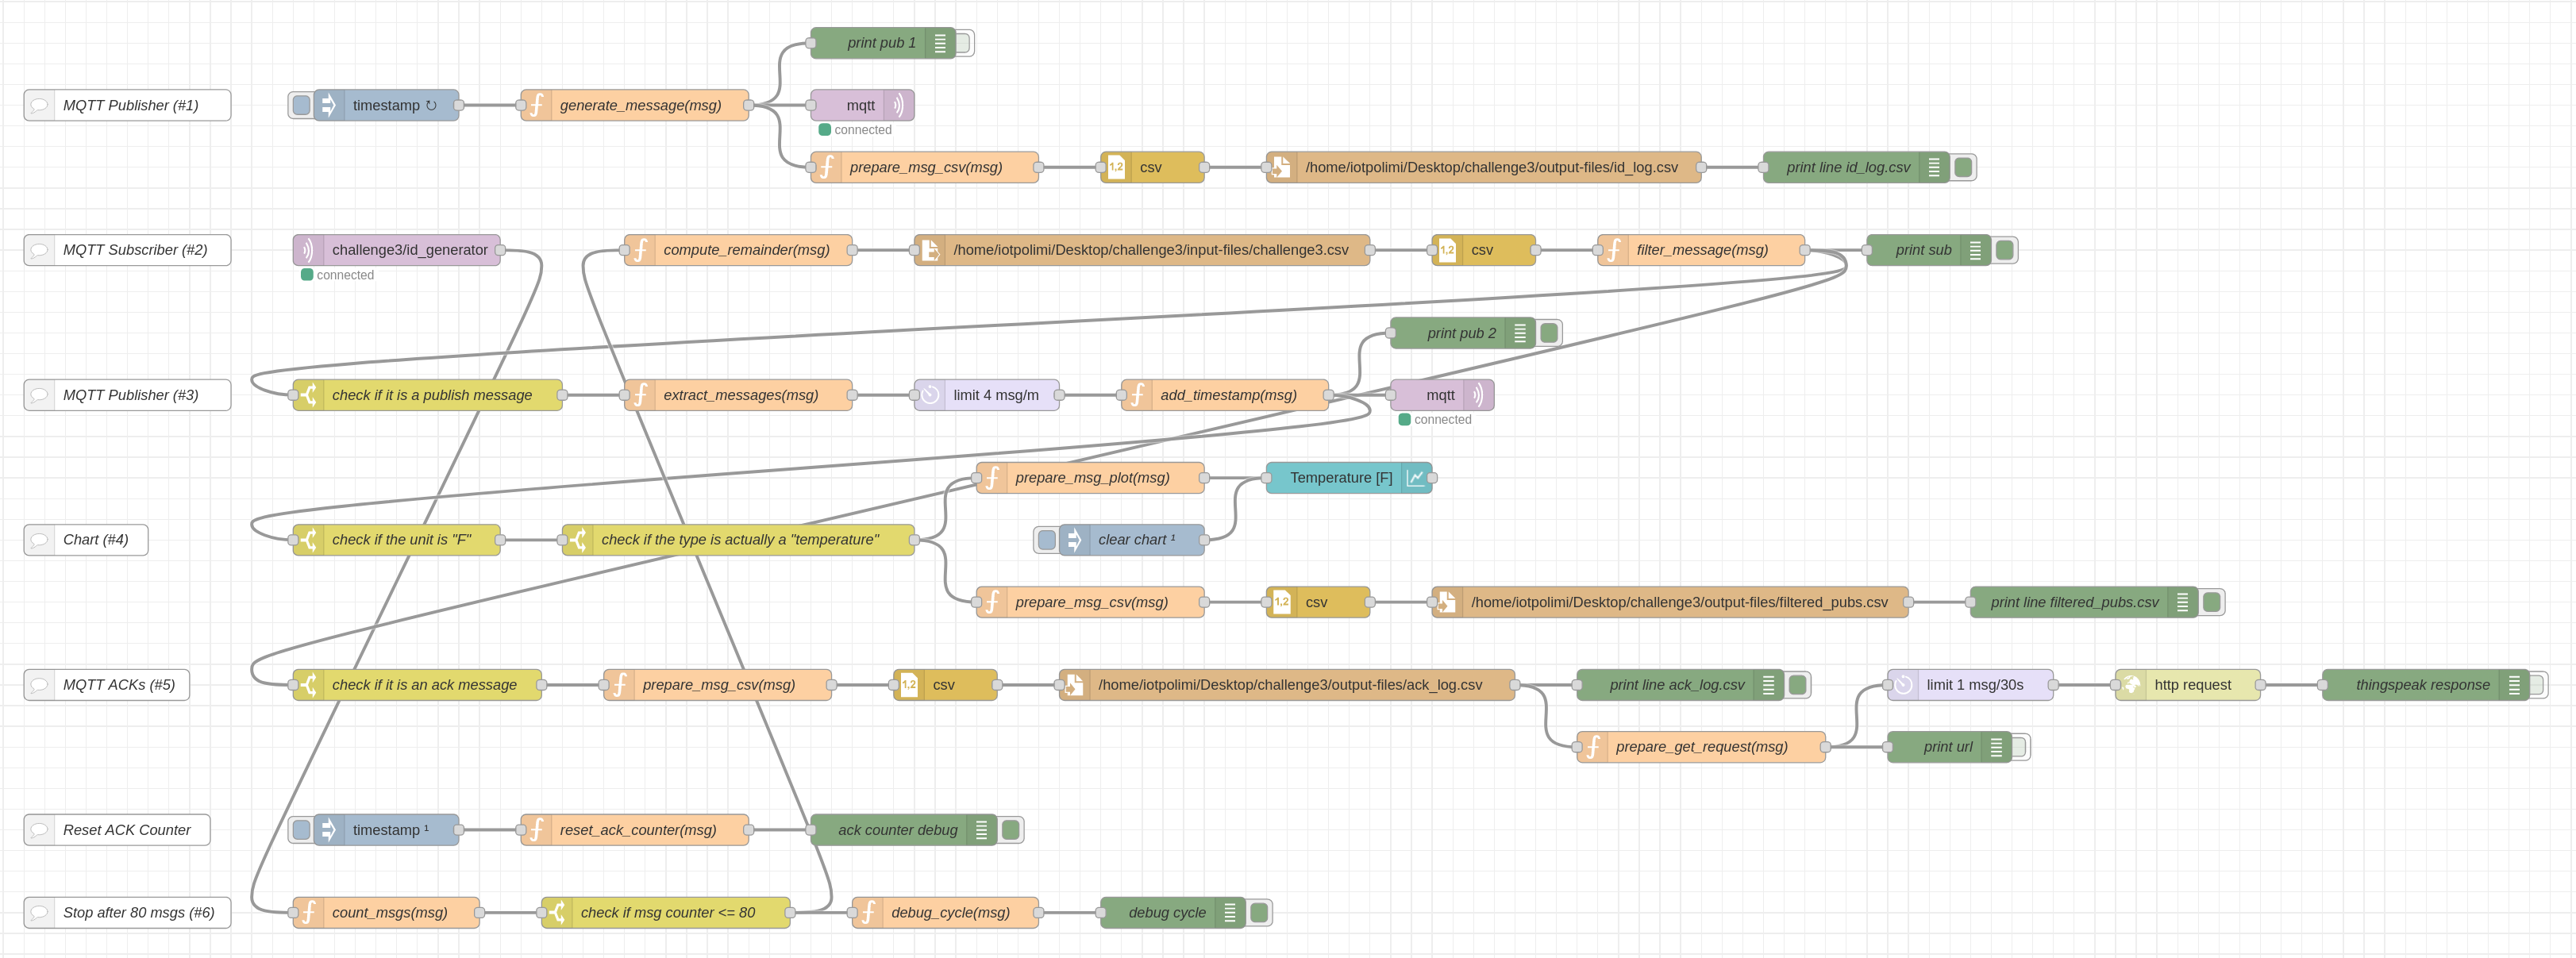 print pub 1
MQTT Publisher (#1)
timestamp ↻
generate_message(msg)
mqtt
connected
prepare_msg_csv(msg)
1,2 csv
/home/iotpolimi/Desktop/challenge3/output-files/id_log.csv
print line id_log.csv
MQTT Subscriber (#2)
challenge3/id_generator
connected
compute_remainder(msg)
/home/iotpolimi/Desktop/challenge3/input-files/challenge3.csv
1,2 csv
filter_message(msg)
print sub
print pub 2
MQTT Publisher (#3)
check if it is a publish message
extract_messages(msg)
limit 4 msg/m
add_timestamp(msg)
mqtt
connected
prepare_msg_plot(msg)
Temperature [F]
Chart (#4)
check if the unit is "F"
check if the type is actually a "temperature"
clear chart ¹
prepare_msg_csv(msg)
1,2 csv
/home/iotpolimi/Desktop/challenge3/output-files/filtered_pubs.csv
print line filtered_pubs.csv
MQTT ACKs (#5)
check if it is an ack message
prepare_msg_csv(msg)
1,2 csv
/home/iotpolimi/Desktop/challenge3/output-files/ack_log.csv
print line ack_log.csv
limit 1 msg/30s
http request
thingspeak response
prepare_get_request(msg)
print url
Reset ACK Counter
timestamp ¹
reset_ack_counter(msg)
ack counter debug
Stop after 80 msgs (#6)
count_msgs(msg)
check if msg counter <= 80
debug_cycle(msg)
debug cycle